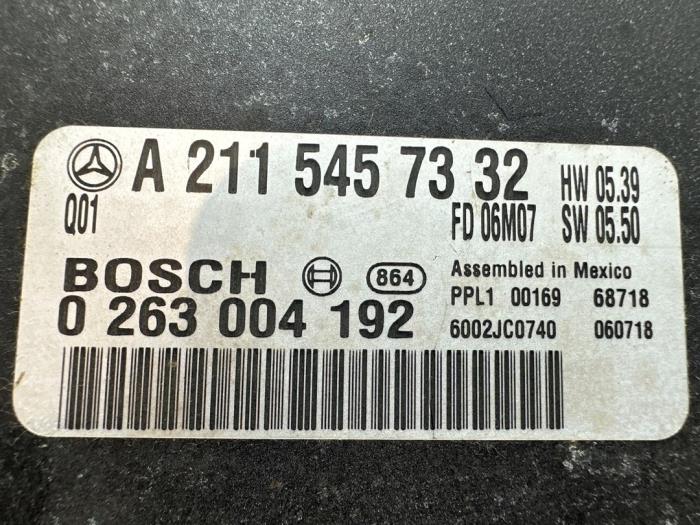 A 211 545 73 32 HW 05.39
Q01 FD 06M07 SW 05.50
BOSCH 864 Assembled in Mexico
PPL1 00169 68718
0 263 004 192 6002JC0740 060718